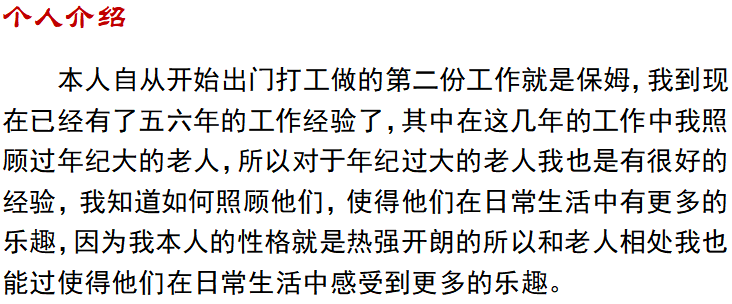 个人介绍
本人自从开始出门打工做的第二份工作就是保姆，我到现
在已经有了五六年的工作经验了，其中在这几年的工作中我照
顾过年纪大的老人，所以对于年纪过大的老人我也是有很好的
经验，我知道如何照顾他们，使得他们在日常生活中有更多的
乐趣，因为我本人的性格就是热强开朗的所以和老人相处我也
能过使得他们在日常生活中感受到更多的乐趣。